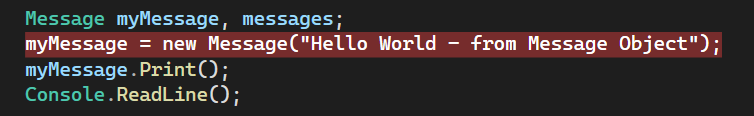 Message myMessage, messages;
myMessage = new Message("Hello World - from Message Object");
myMessage.Print();
Console.ReadLine();